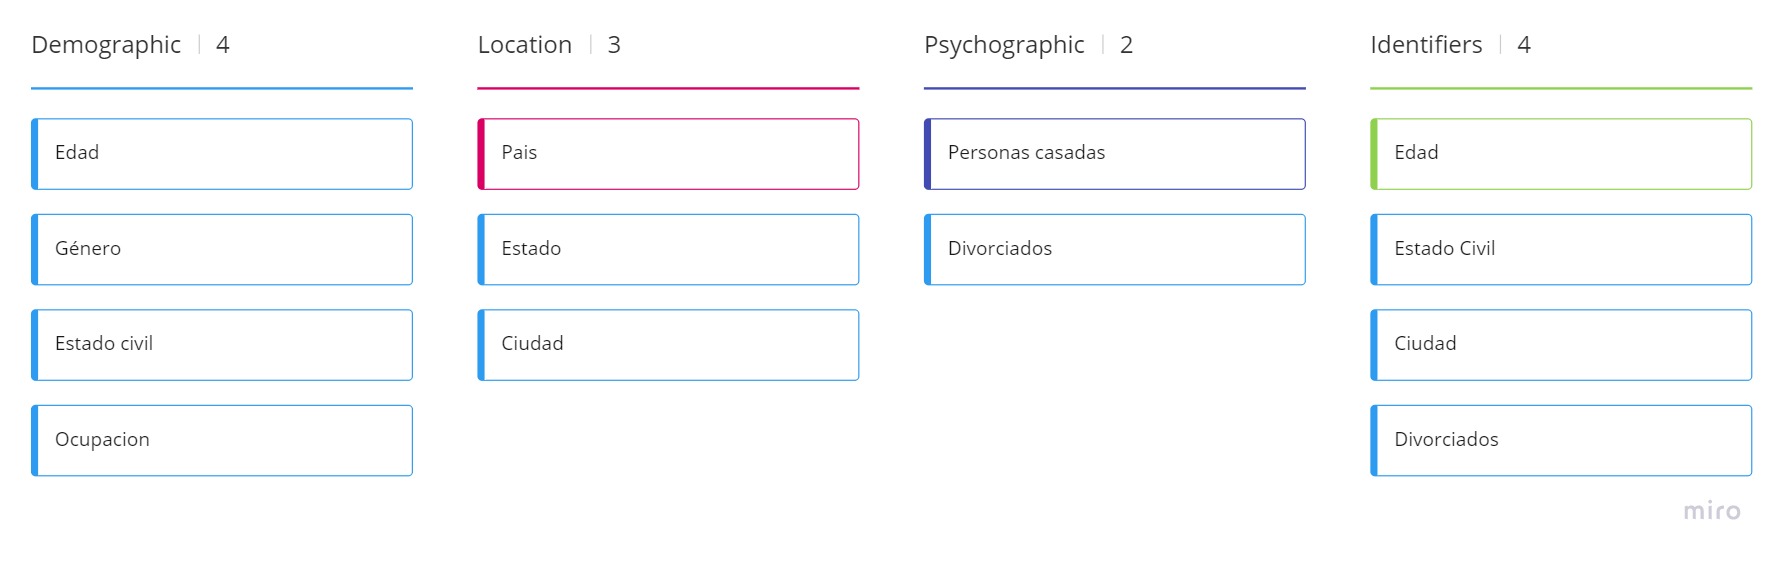 Demographic | 4
Edad
Género
Estado civil
Ocupacion
Location | 3
Pais
Estado
Ciudad
Psychographic | 2
Personas casadas
Divorciados
Identifiers | 4
Edad
Estado Civil
Ciudad
Divorciados
miro